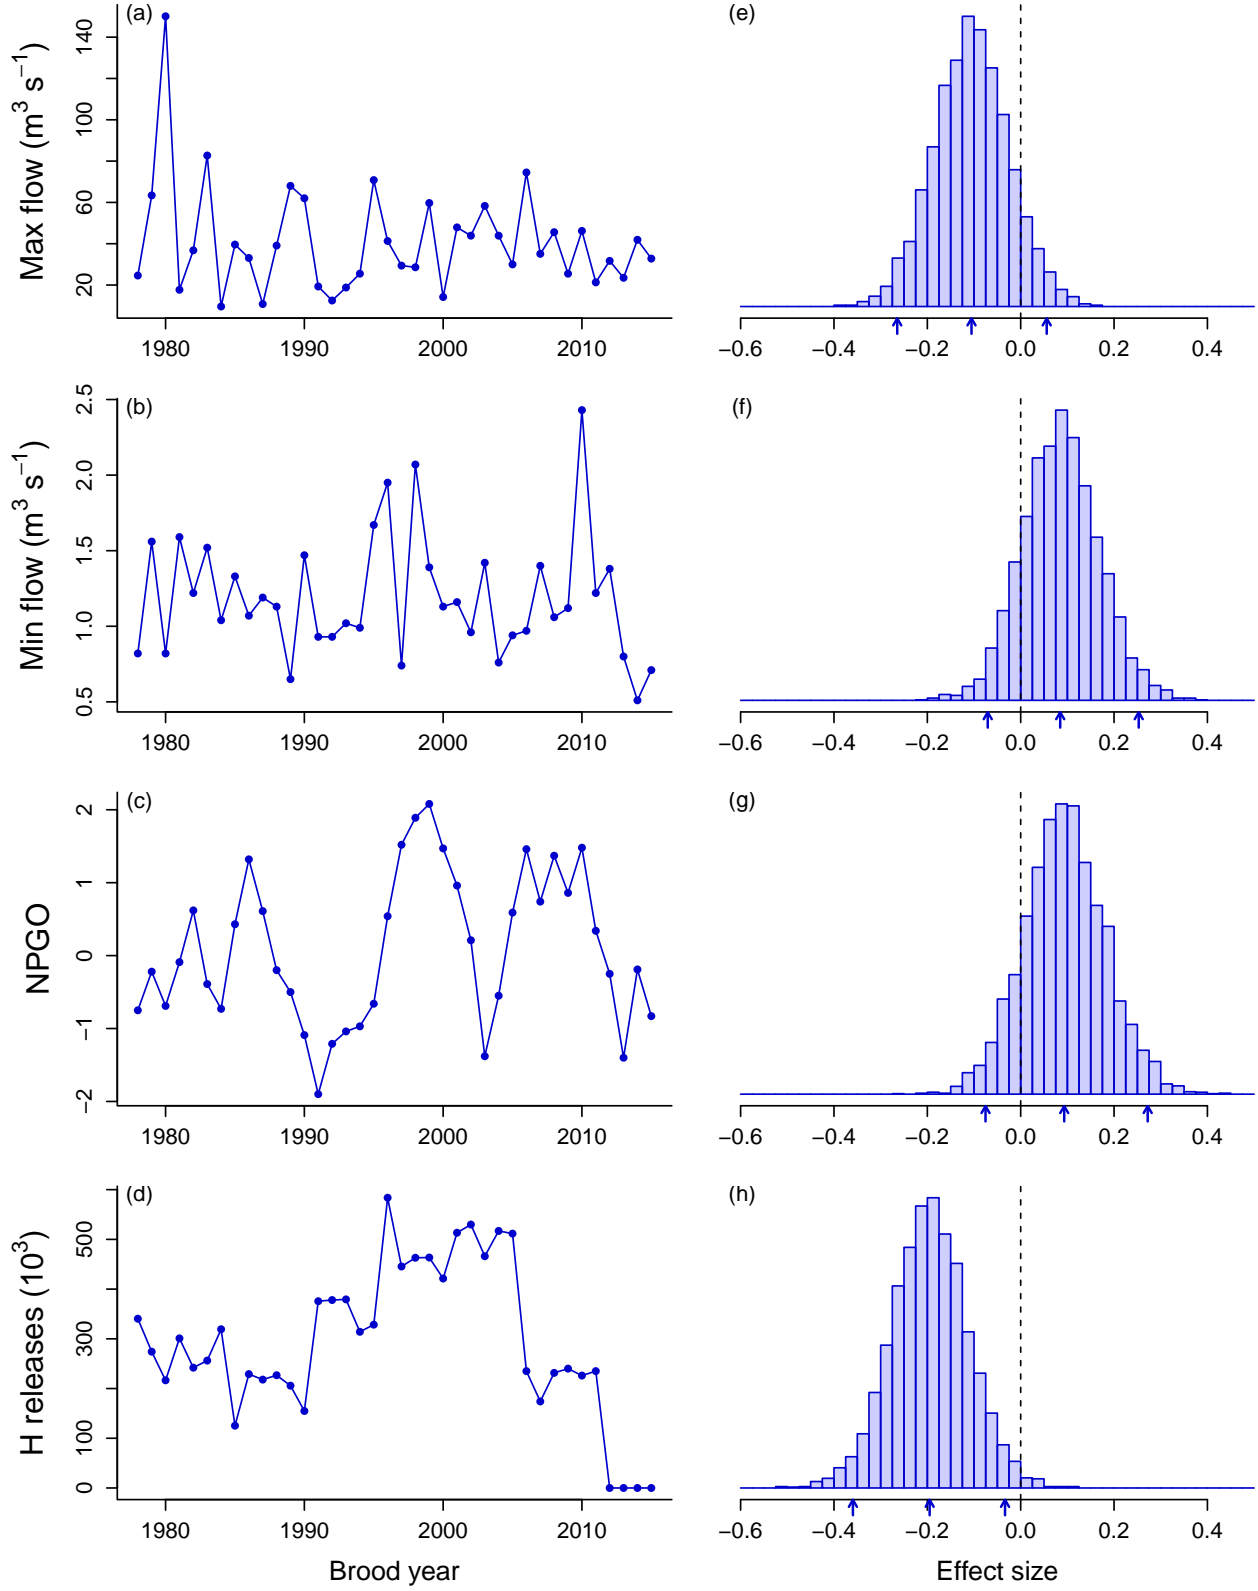 (a)
Max flow (m³ s⁻¹)
20 60 100 140
1980 1990 2000 2010
(e)
−0.6 −0.4 −0.2 0.0 0.2 0.4
(b)
Min flow (m³ s⁻¹)
0.5 1.0 1.5 2.0 2.5
1980 1990 2000 2010
(f)
−0.6 −0.4 −0.2 0.0 0.2 0.4
(c)
NPGO
−2 −1 0 1 2
1980 1990 2000 2010
(g)
−0.6 −0.4 −0.2 0.0 0.2 0.4
(d)
H releases (10³)
0 100 300 500
1980 1990 2000 2010
Brood year
(h)
−0.6 −0.4 −0.2 0.0 0.2 0.4
Effect size